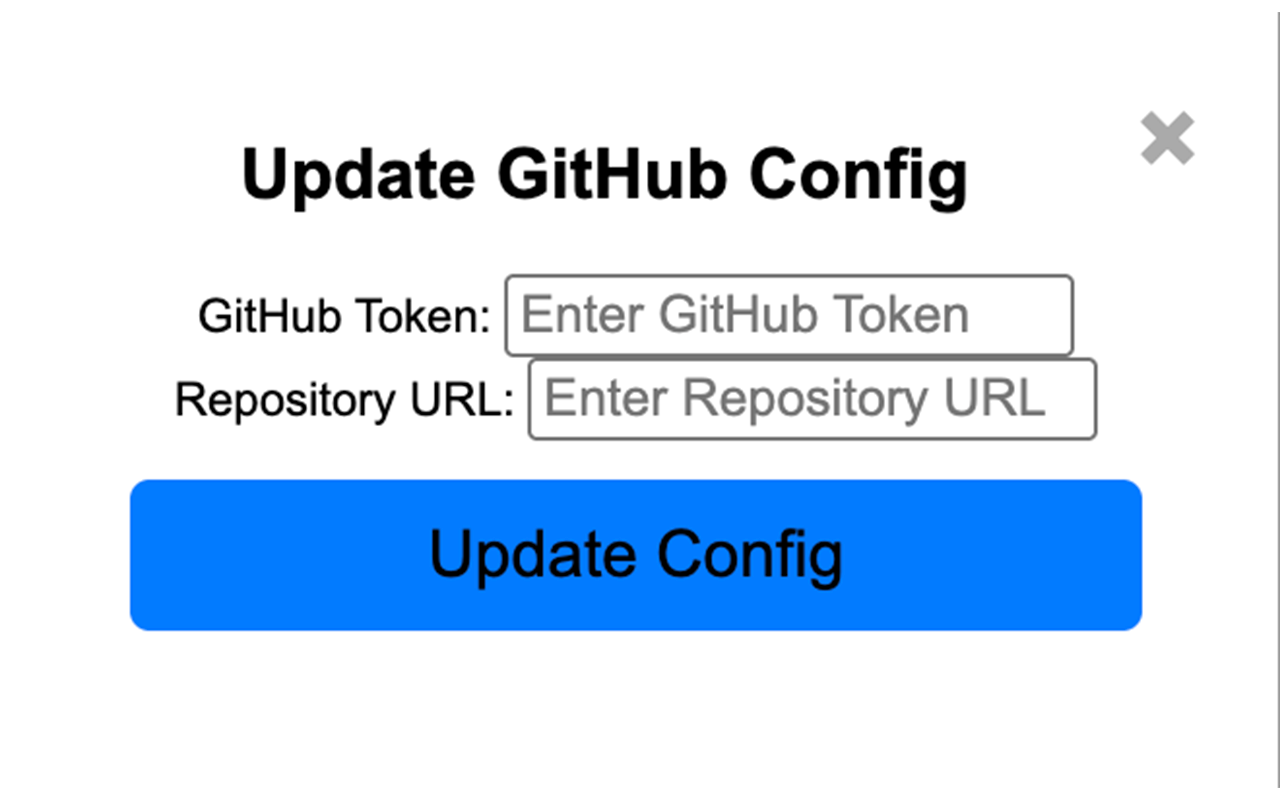 Update GitHub Config
GitHub Token: Enter GitHub Token
Repository URL: Enter Repository URL
Update Config